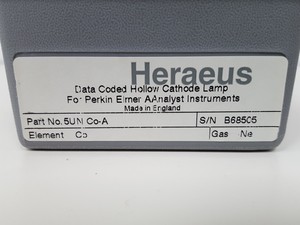 Heraeus
Data Coded Hollow Cathode Lamp
For Perkin Elmer AAnalyst Instruments
Made in England
Part No. 5UN Co-A S/N B68505
Element Co Gas Ne